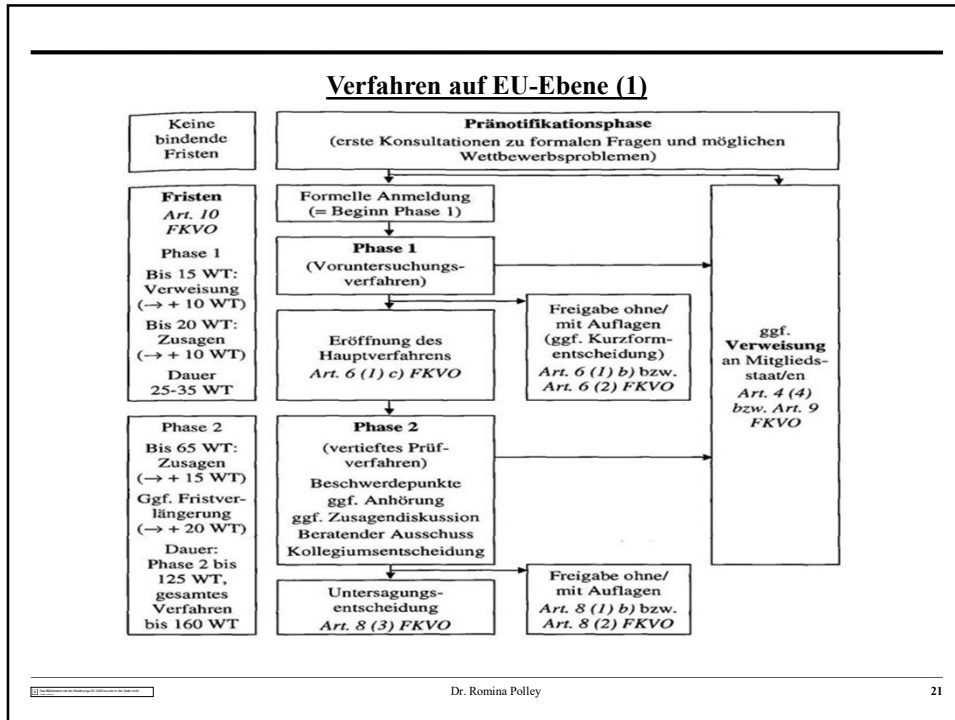 Verfahren auf EU-Ebene (1)
Keine
bindende
Fristen
Pränotifikationsphase
(erste Konsultationen zu formalen Fragen und möglichen
Wettbewerbsproblemen)
Fristen
Art. 10
FKVO
Phase 1
Bis 15 WT:
Verweisung
(→ + 10 WT)
Bis 20 WT:
Zusagen
(→ + 10 WT)
Dauer
25-35 WT
Formelle Anmeldung
(= Beginn Phase 1)
Phase 1
(Voruntersuchungs-
verfahren)
Eröffnung des
Hauptverfahrens
Art. 6 (1) c) FKVO
Freigabe ohne/
mit Auflagen
(ggf. Kurzform-
entscheidung)
Art. 6 (1) b) bzw.
Art. 6 (2) FKVO
ggf.
Verweisung
an Mitglieds-
staat/en
Art. 4 (4)
bzw. Art. 9
FKVO
Phase 2
Bis 65 WT:
Zusagen
(→ + 15 WT)
Ggf. Fristver-
längerung
(→ + 20 WT)
Dauer:
Phase 2 bis
125 WT,
gesamtes
Verfahren
bis 160 WT
Phase 2
(vertieftes Prüf-
verfahren)
Beschwerdepunkte
ggf. Anhörung
ggf. Zusagendiskussion
Beratender Ausschuss
Kollegiumsentscheidung
Untersagungs-
entscheidung
Art. 8 (3) FKVO
Freigabe ohne/
mit Auflagen
Art. 8 (1) b) bzw.
Art. 8 (2) FKVO
Dr. Romina Polley
21